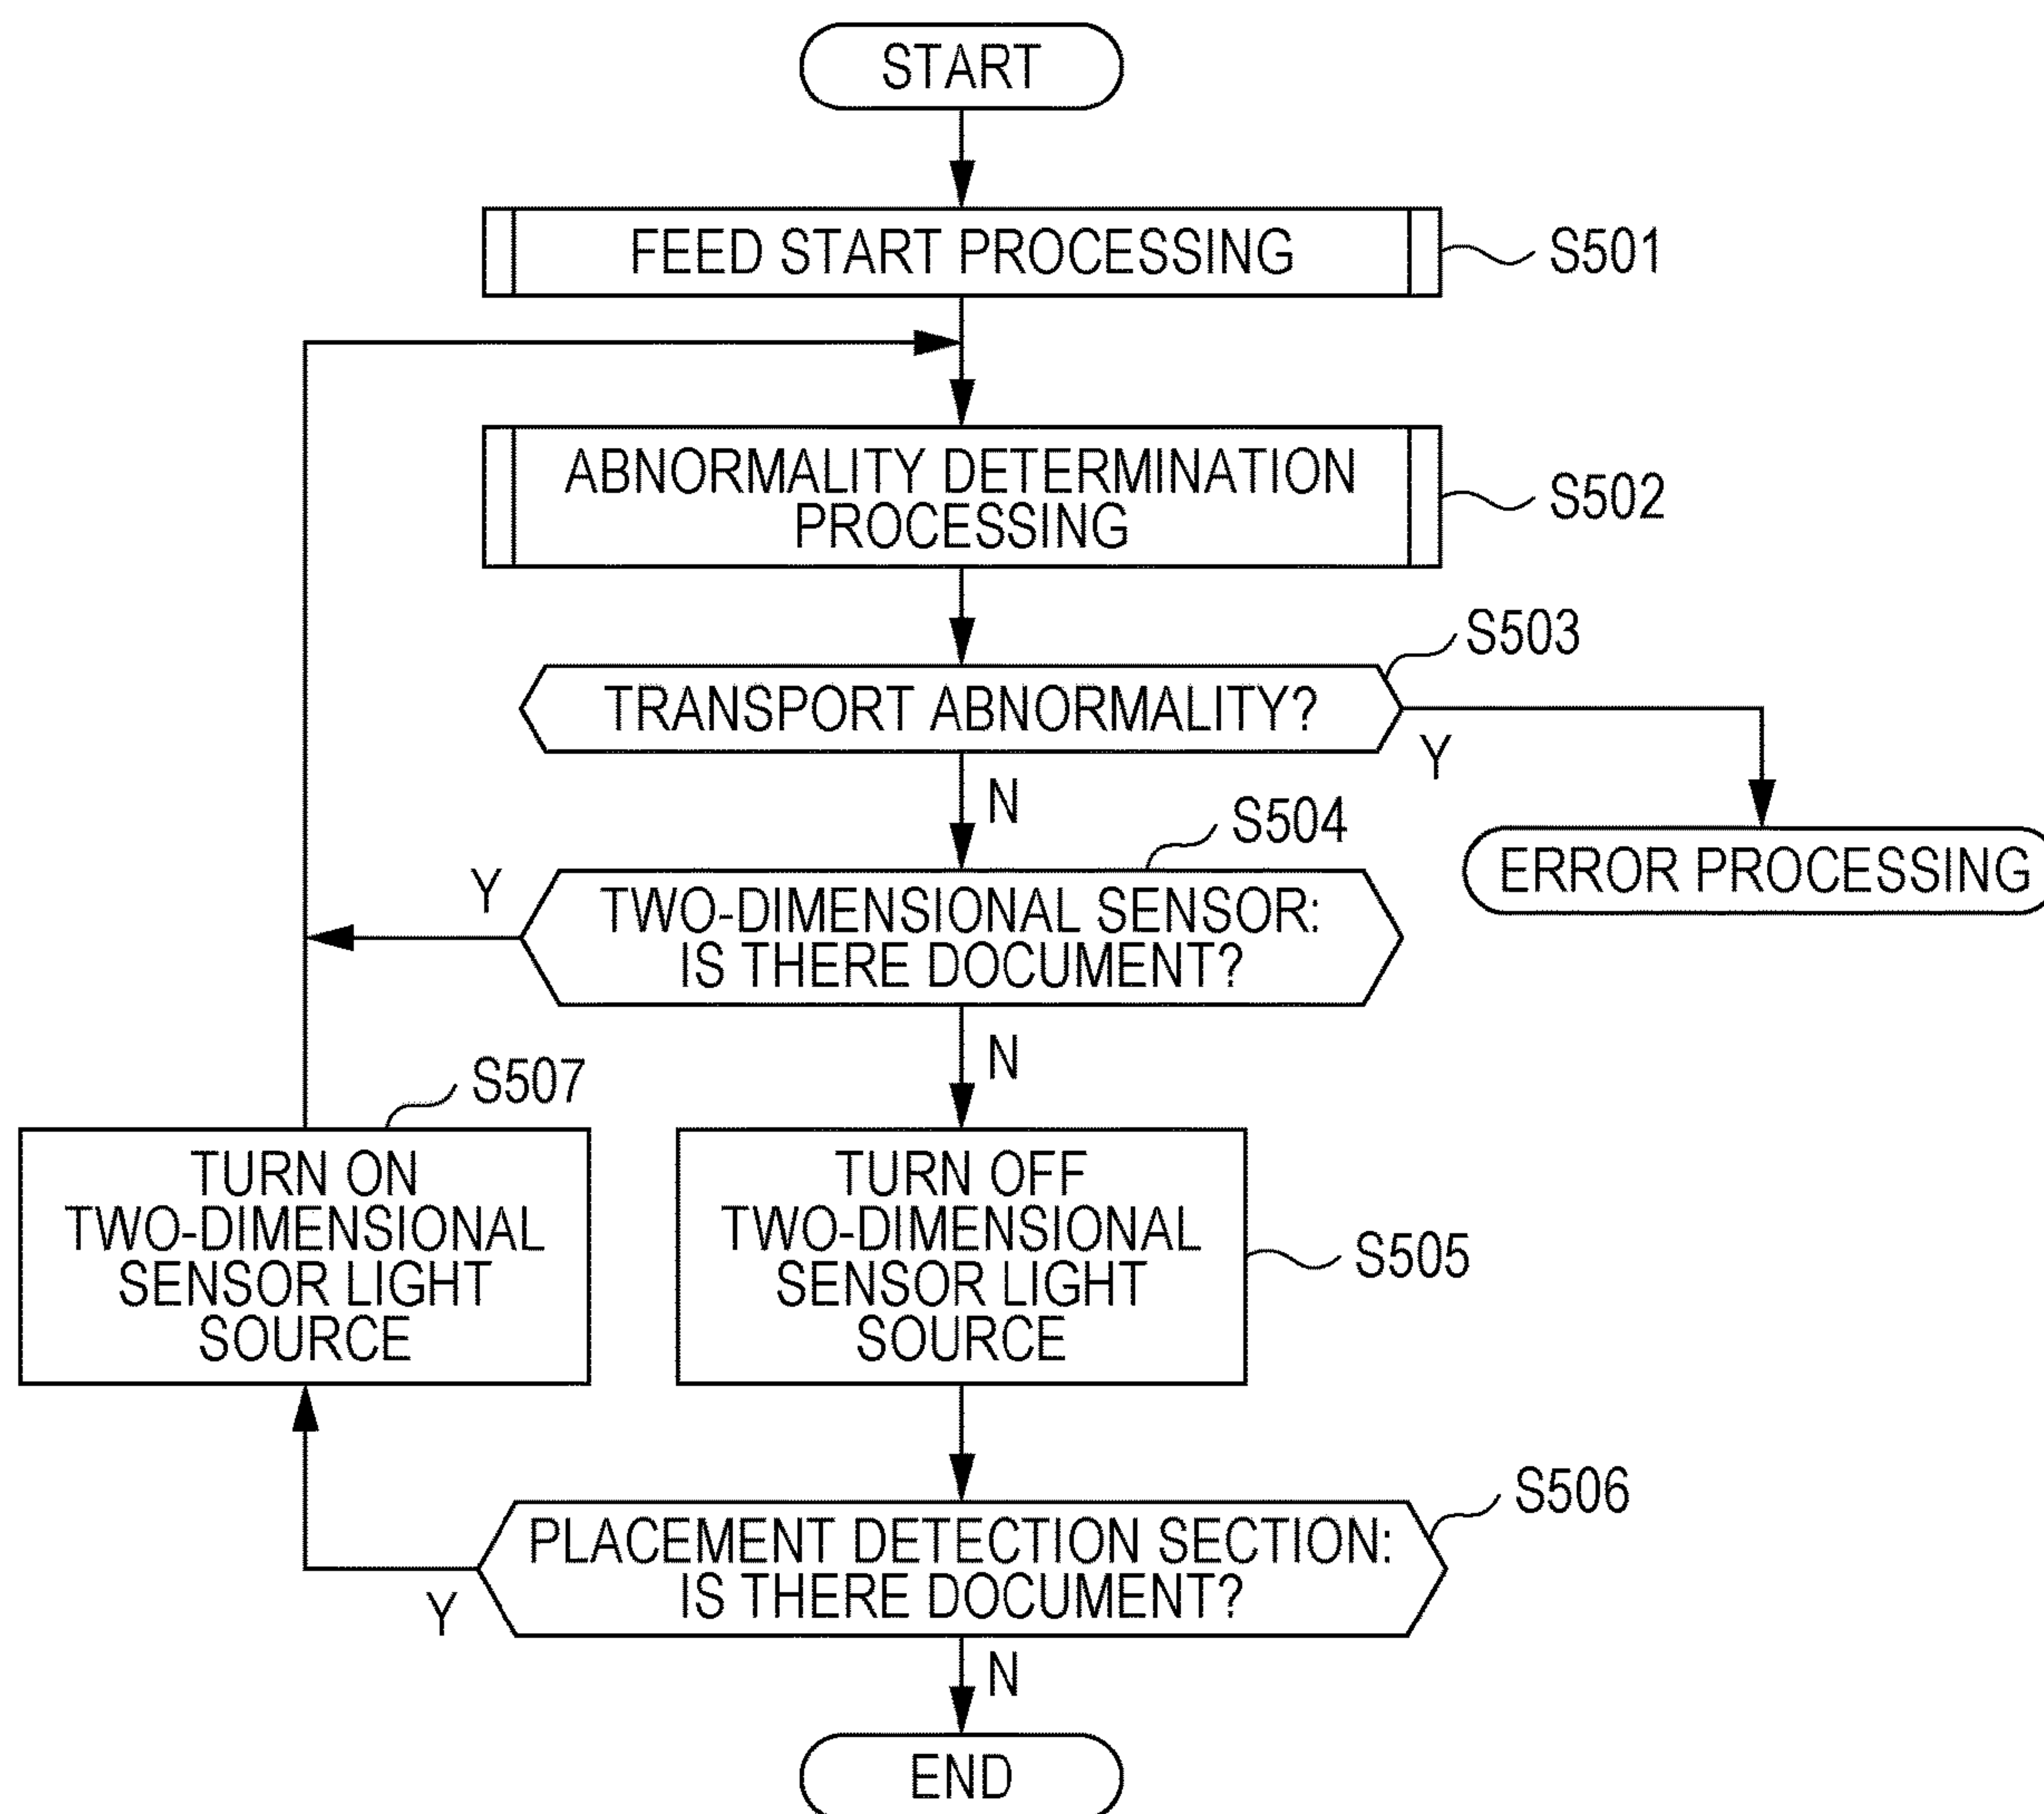 START
FEED START PROCESSING
S501
ABNORMALITY DETERMINATION
PROCESSING
S502
S503
TRANSPORT ABNORMALITY?
Y
N
S504
ERROR PROCESSING
Y
TWO-DIMENSIONAL SENSOR:
IS THERE DOCUMENT?
N
S507
TURN ON
TWO-DIMENSIONAL
SENSOR LIGHT
SOURCE
TURN OFF
TWO-DIMENSIONAL
SENSOR LIGHT
SOURCE
S505
S506
PLACEMENT DETECTION SECTION:
IS THERE DOCUMENT?
Y
N
END